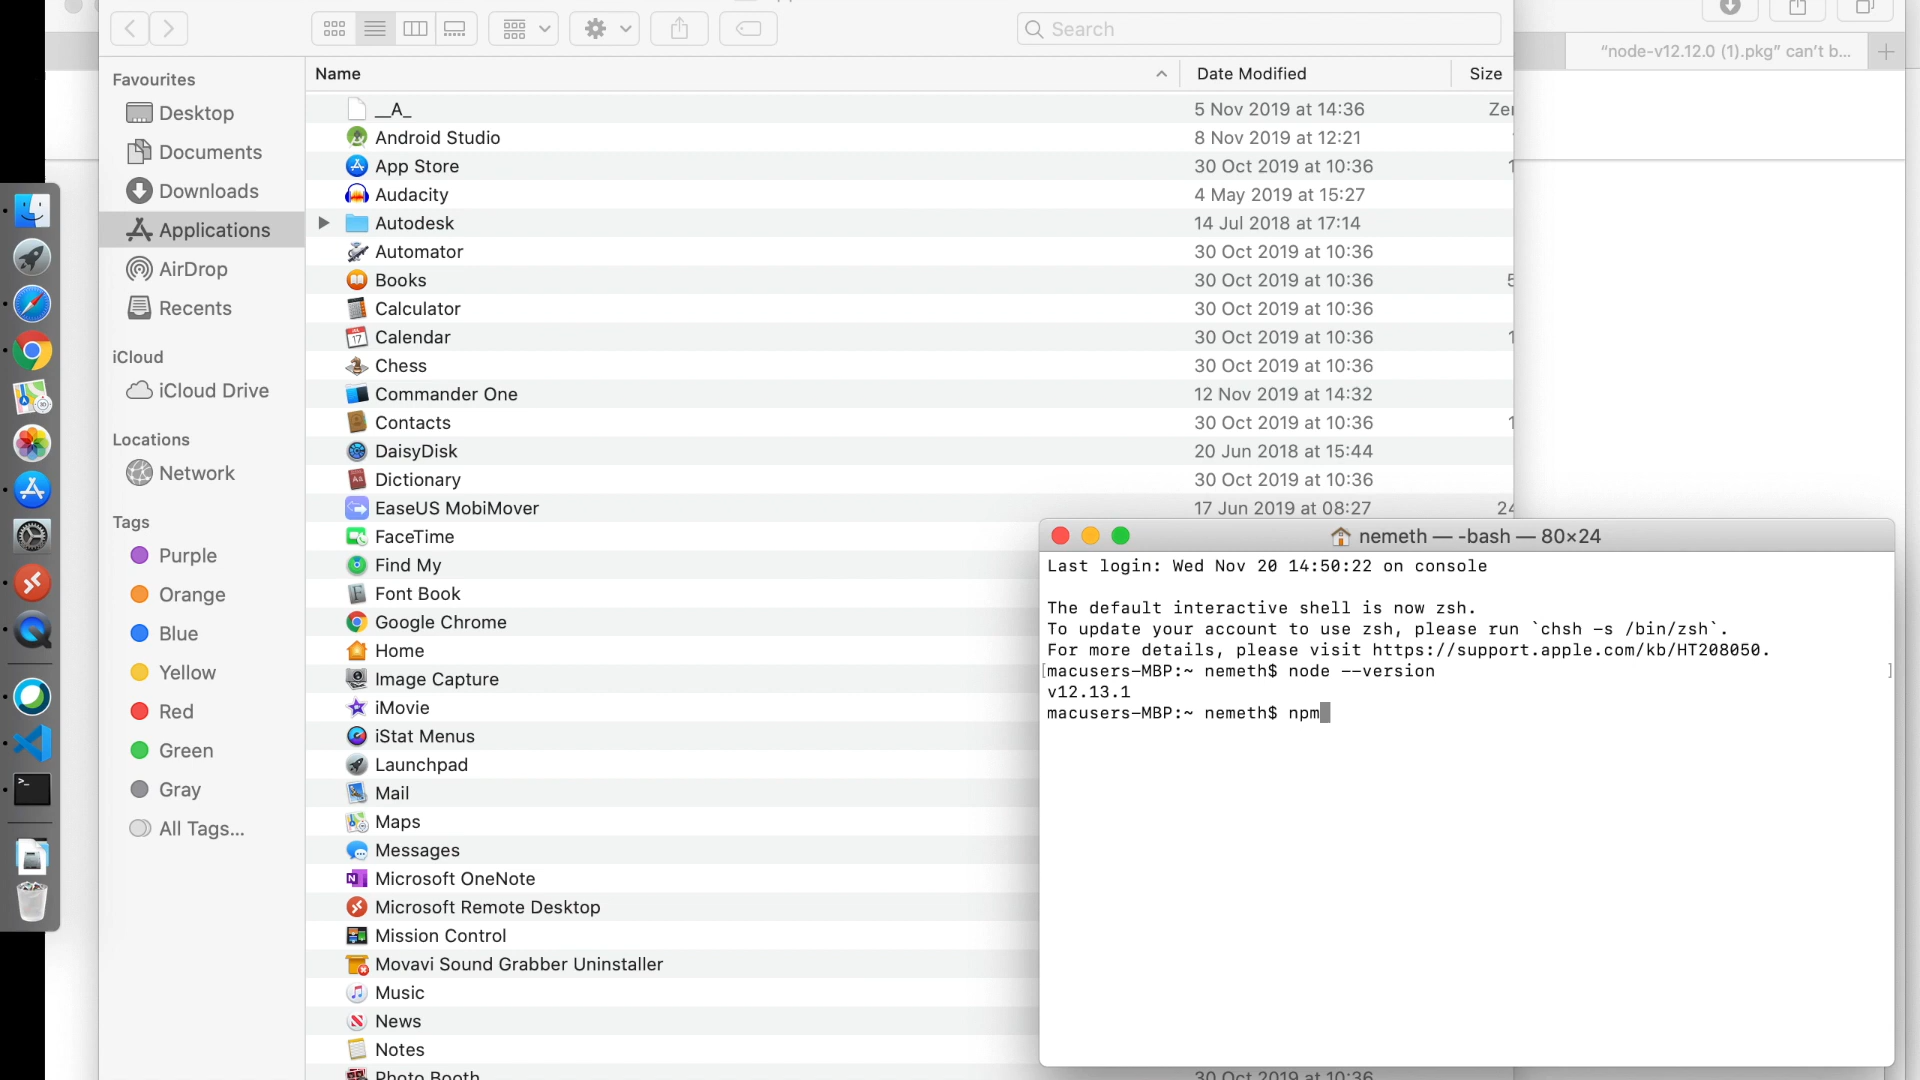 Search
"node-v12.12.0 (1).pkg" can't b...
Favourites
Desktop
Documents
Downloads
Applications
AirDrop
Recents
iCloud
iCloud Drive
Locations
Network
Tags
Purple
Orange
Blue
Yellow
Red
Green
Gray
All Tags...
Name Date Modified Size
__A_ 5 Nov 2019 at 14:36
Android Studio 8 Nov 2019 at 12:21
App Store 30 Oct 2019 at 10:36
Audacity 4 May 2019 at 15:27
Autodesk 14 Jul 2018 at 17:14
Automator 30 Oct 2019 at 10:36
Books 30 Oct 2019 at 10:36
Calculator 30 Oct 2019 at 10:36
Calendar 30 Oct 2019 at 10:36
Chess 30 Oct 2019 at 10:36
Commander One 12 Nov 2019 at 14:32
Contacts 30 Oct 2019 at 10:36
DaisyDisk 20 Jun 2018 at 15:44
Dictionary 30 Oct 2019 at 10:36
EaseUS MobiMover 17 Jun 2019 at 08:27
FaceTime
Find My
Font Book
Google Chrome
Home
Image Capture
iMovie
iStat Menus
Launchpad
Mail
Maps
Messages
Microsoft OneNote
Microsoft Remote Desktop
Mission Control
Movavi Sound Grabber Uninstaller
Music
News
Notes
Photo Booth 30 Oct 2019 at 10:36
nemeth — -bash — 80×24
Last login: Wed Nov 20 14:50:22 on console
The default interactive shell is now zsh.
To update your account to use zsh, please run `chsh -s /bin/zsh`.
For more details, please visit https://support.apple.com/kb/HT208050.
[macusers-MBP:~ nemeth$ node --version ]
v12.13.1
macusers-MBP:~ nemeth$ npm